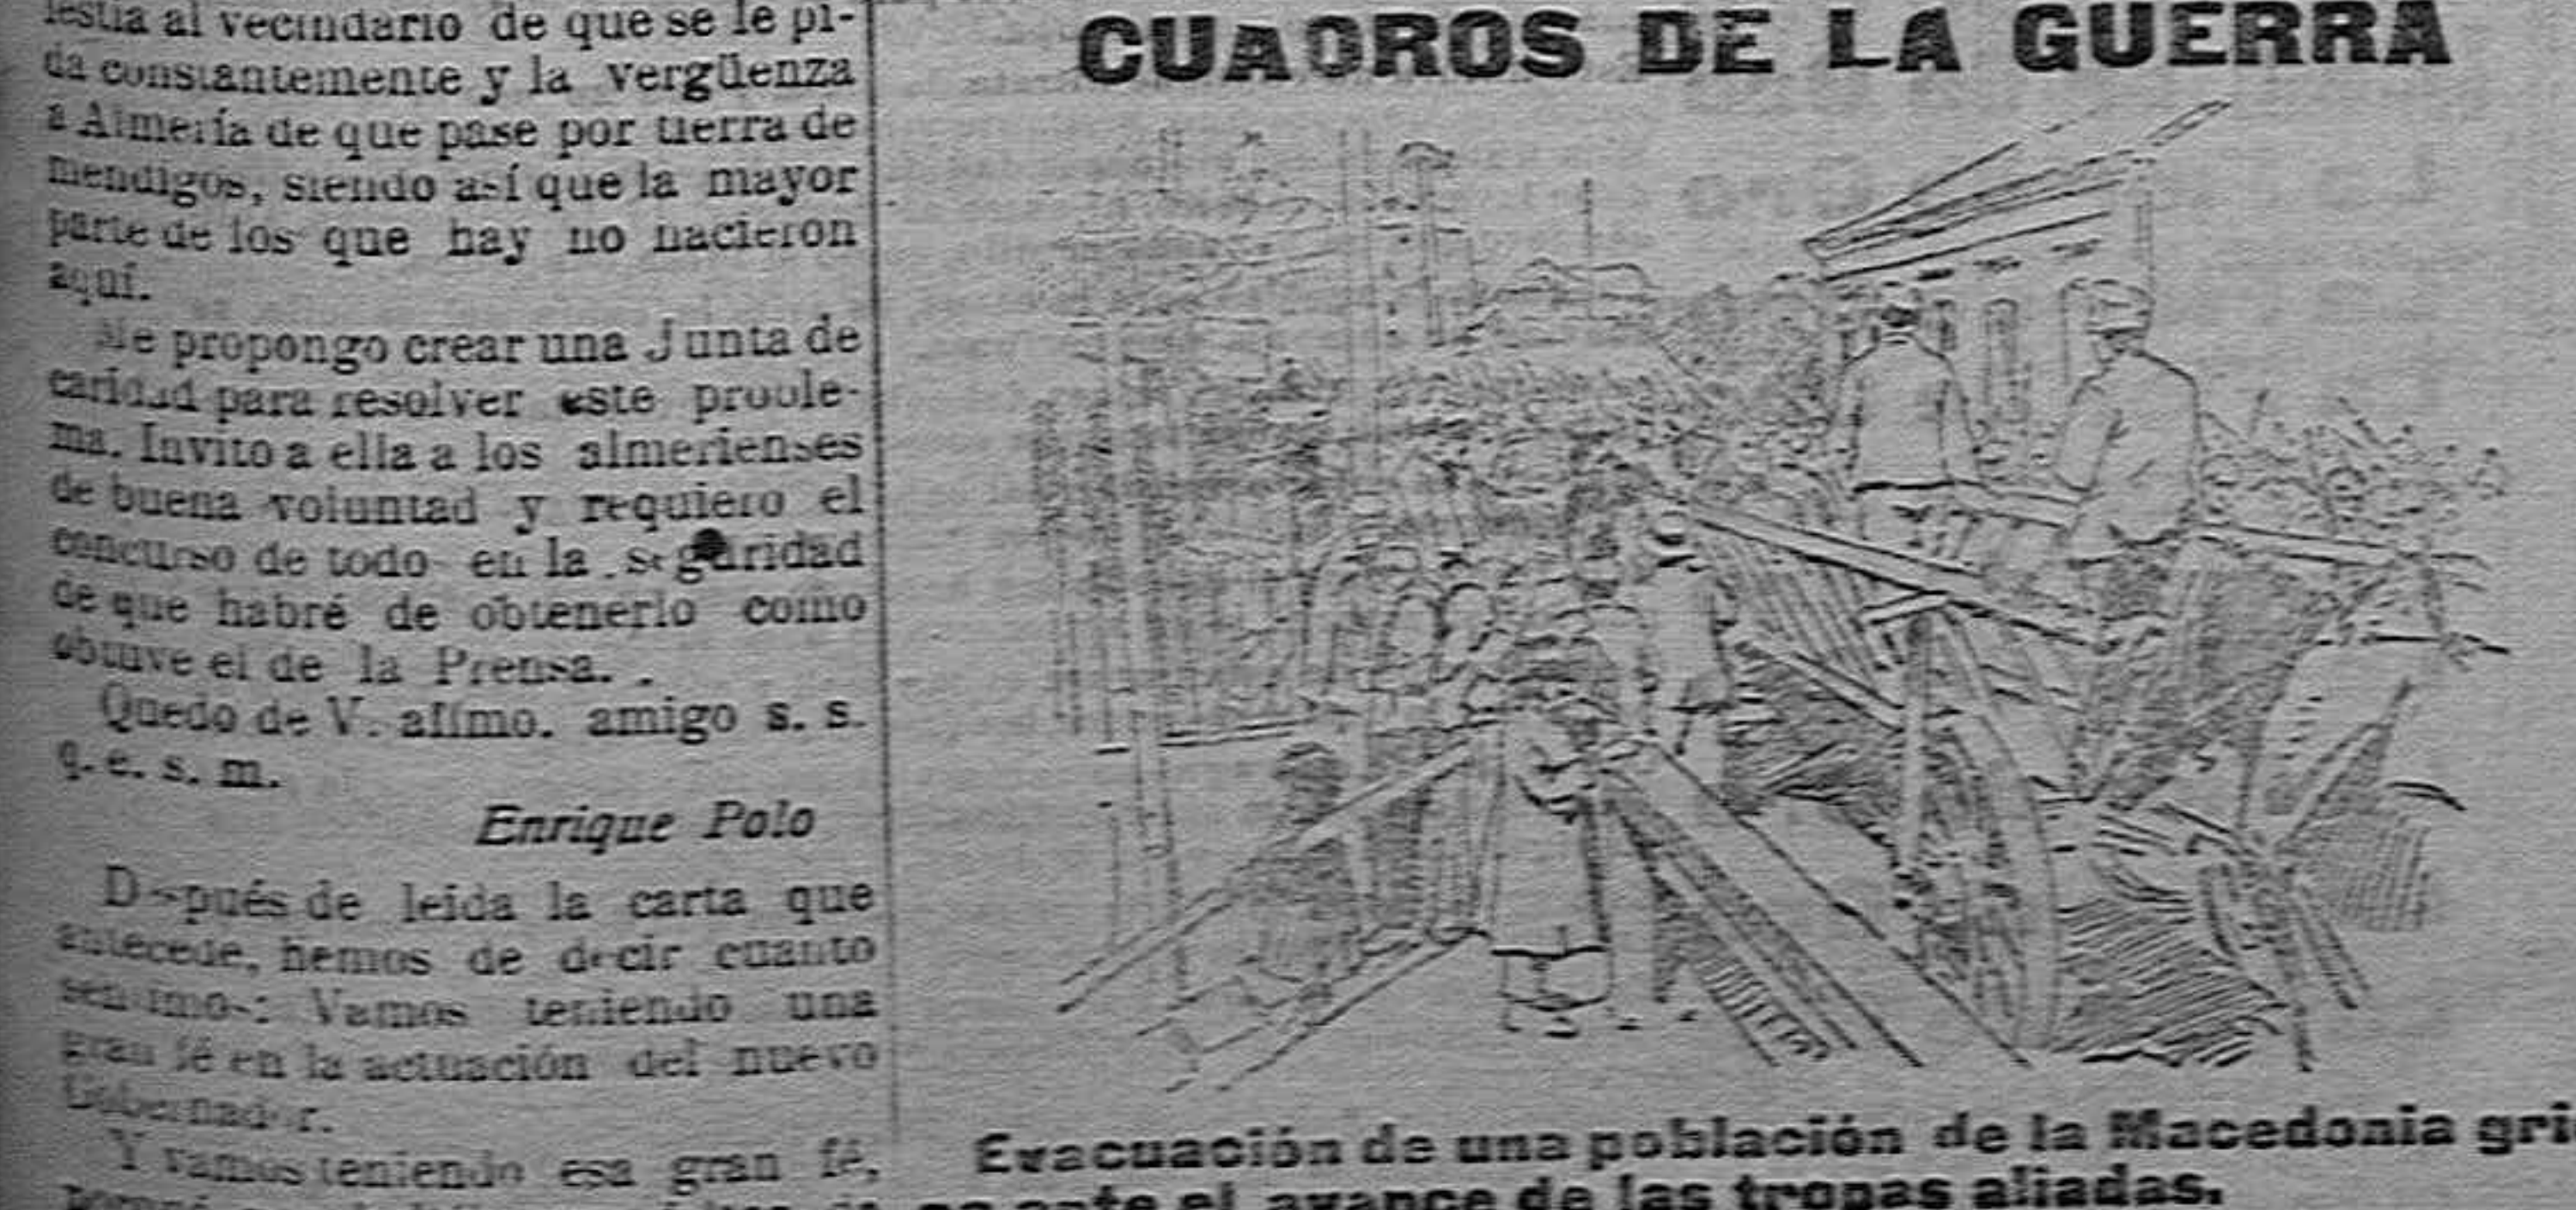 al vecindario de que se le pi-
da constantemente y la vergüenza
a Almería de que pase por tierra de
mendigos, siendo así que la mayor
parte de los que hay no nacieron
aquí.
Me propongo crear una Junta de
caridad para resolver este proble-
ma. Invito a ella a los almerienses
de buena voluntad y requiero el
concurso de todo en la seguridad
de que habré de obtenerlo como
obtuve el de la Prensa.
Quedo de V. afímo. amigo s. s.
q. e. s. m.
Enrique Polo
Después de leida la carta que
antecede, hemos de decir cuanto
sentimos: Vamos teniendo una
gran fé en la actuación del nuevo
Gobernador.
Y vamos teniendo esa gran fé,
CUADROS DE LA GUERRA
Evacuación de una población de la Macedonia gri
ante el avance de las tropas aliadas.